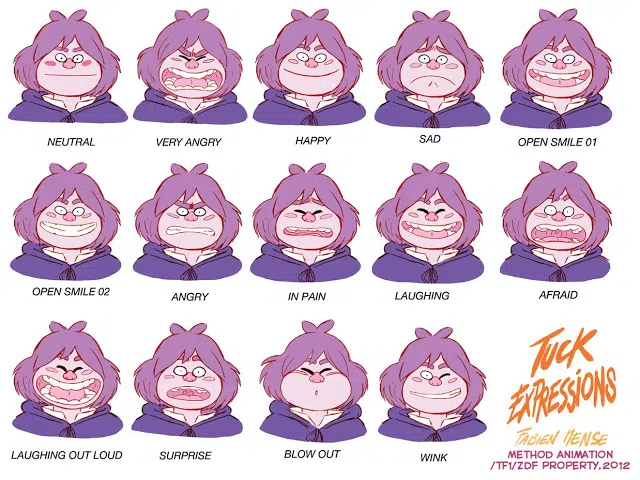 NEUTRAL
VERY ANGRY
HAPPY
SAD
OPEN SMILE 01
OPEN SMILE 02
ANGRY
IN PAIN
LAUGHING
AFRAID
LAUGHING OUT LOUD
SURPRISE
BLOW OUT
WINK
TUCK
EXPRESSIONS
FABIEN MENSE
METHOD ANIMATION
/TF1/ZDF PROPERTY.2012